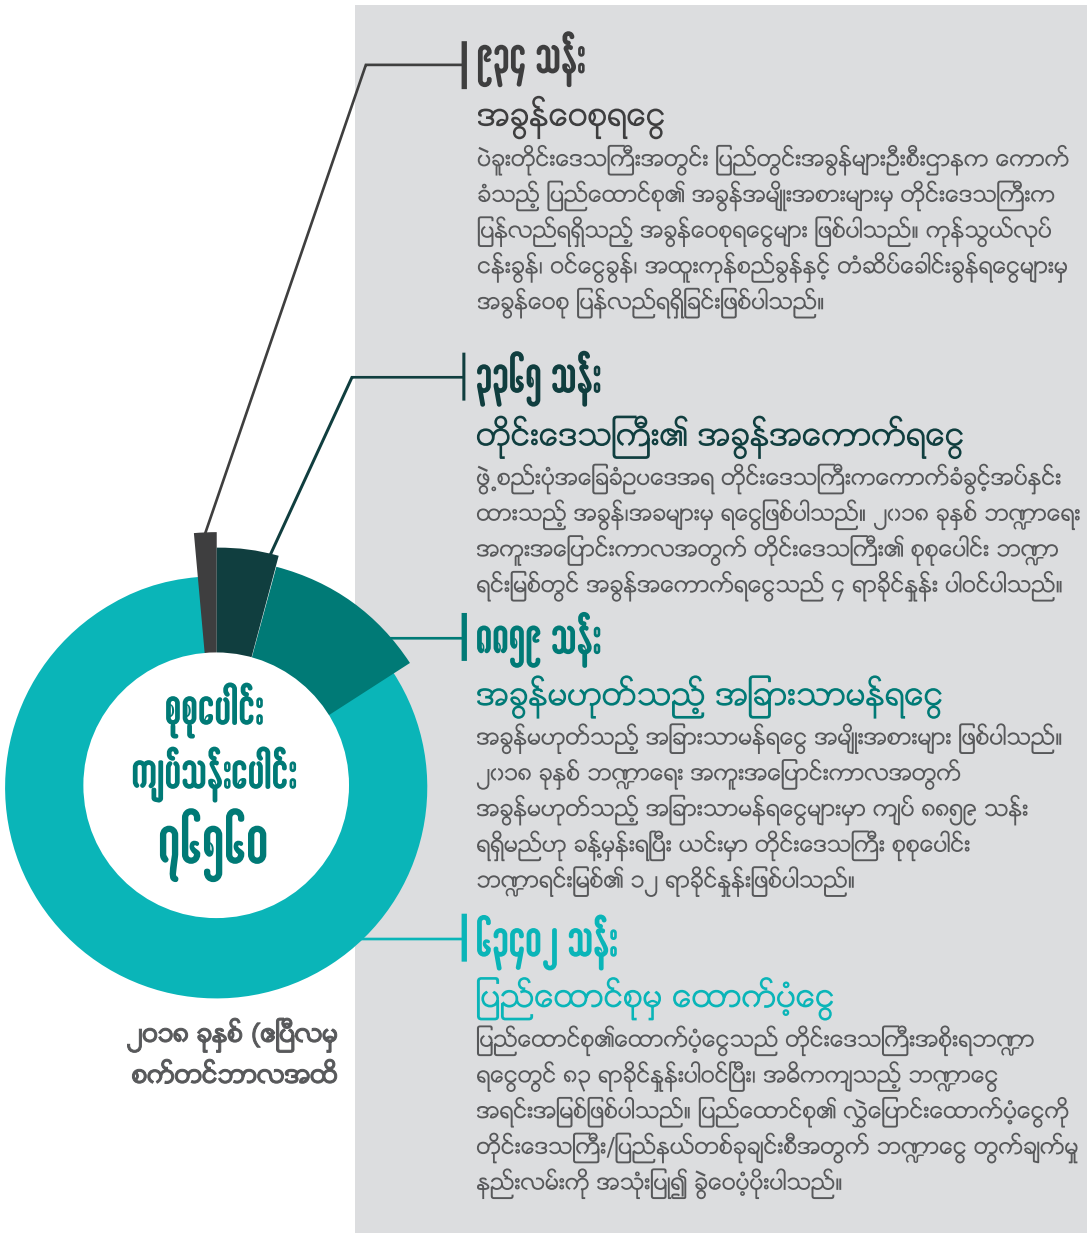 ၉၃၄ သန်း
အခွန်ဝေစုရငွေ
ပဲခူးတိုင်းဒေသကြီးအတွင်း ပြည်တွင်းအခွန်များဦးစီးဌာနက ကောက်
ခံသည့် ပြည်ထောင်စု၏ အခွန်အမျိုးအစားများမှ တိုင်းဒေသကြီးက
ပြန်လည်ရရှိသည့် အခွန်ဝေစုရငွေများ ဖြစ်ပါသည်။ ကုန်သွယ်လုပ်
ငန်းခွန်၊ ဝင်ငွေခွန်၊ အထူးကုန်စည်ခွန်နှင့် တံဆိပ်ခေါင်းခွန်ရငွေများမှ
အခွန်ဝေစု ပြန်လည်ရရှိခြင်းဖြစ်ပါသည်။
၃၃၆၅ သန်း
တိုင်းဒေသကြီး၏ အခွန်အကောက်ရငွေ
ဖွဲ့စည်းပုံအခြေခံဥပဒေအရ တိုင်းဒေသကြီးကကောက်ခံခွင့်အပ်နှင်း
ထားသည့် အခွန်၊အခများမှ ရငွေဖြစ်ပါသည်။ ၂၀၁၈ ခုနှစ် ဘဏ္ဍာရေး
အကူးအပြောင်းကာလအတွက် တိုင်းဒေသကြီး၏ စုစုပေါင်း ဘဏ္ဍာ
ရင်းမြစ်တွင် အခွန်အကောက်ရငွေသည် ၄ ရာခိုင်နှုန်း ပါဝင်ပါသည်။
၈၈၅၉ သန်း
အခွန်မဟုတ်သည့် အခြားသာမန်ရငွေ
အခွန်မဟုတ်သည့် အခြားသာမန်ရငွေ အမျိုးအစားများ ဖြစ်ပါသည်။
၂၀၁၈ ခုနှစ် ဘဏ္ဍာရေး အကူးအပြောင်းကာလအတွက်
အခွန်မဟုတ်သည့် အခြားသာမန်ရငွေများမှာ ကျပ် ၈၈၅၉ သန်း
ရရှိမည်ဟု ခန့်မှန်းရပြီး ယင်းမှာ တိုင်းဒေသကြီး စုစုပေါင်း
ဘဏ္ဍာရင်းမြစ်၏ ၁၂ ရာခိုင်နှုန်းဖြစ်ပါသည်။
၆၃၄၀၂ သန်း
ပြည်ထောင်စုမှ ထောက်ပံ့ငွေ
ပြည်ထောင်စု၏ထောက်ပံ့ငွေသည် တိုင်းဒေသကြီးအစိုးရဘဏ္ဍာ
ရငွေတွင် ၈၃ ရာခိုင်နှုန်းပါဝင်ပြီး၊ အဓိကကျသည့် ဘဏ္ဍာငွေ
အရင်းအမြစ်ဖြစ်ပါသည်။ ပြည်ထောင်စု၏ လွှဲပြောင်းထောက်ပံ့ငွေကို
တိုင်းဒေသကြီး/ပြည်နယ်တစ်ခုချင်းစီအတွက် ဘဏ္ဍာငွေ တွက်ချက်မှု
နည်းလမ်းကို အသုံးပြု၍ ခွဲဝေပံ့ပိုးပါသည်။
စုစုပေါင်း
ကျပ်သန်းပေါင်း
၇၆၅၆၀
၂၀၁၈ ခုနှစ် (ဧပြီလမှ
စက်တင်ဘာလအထိ